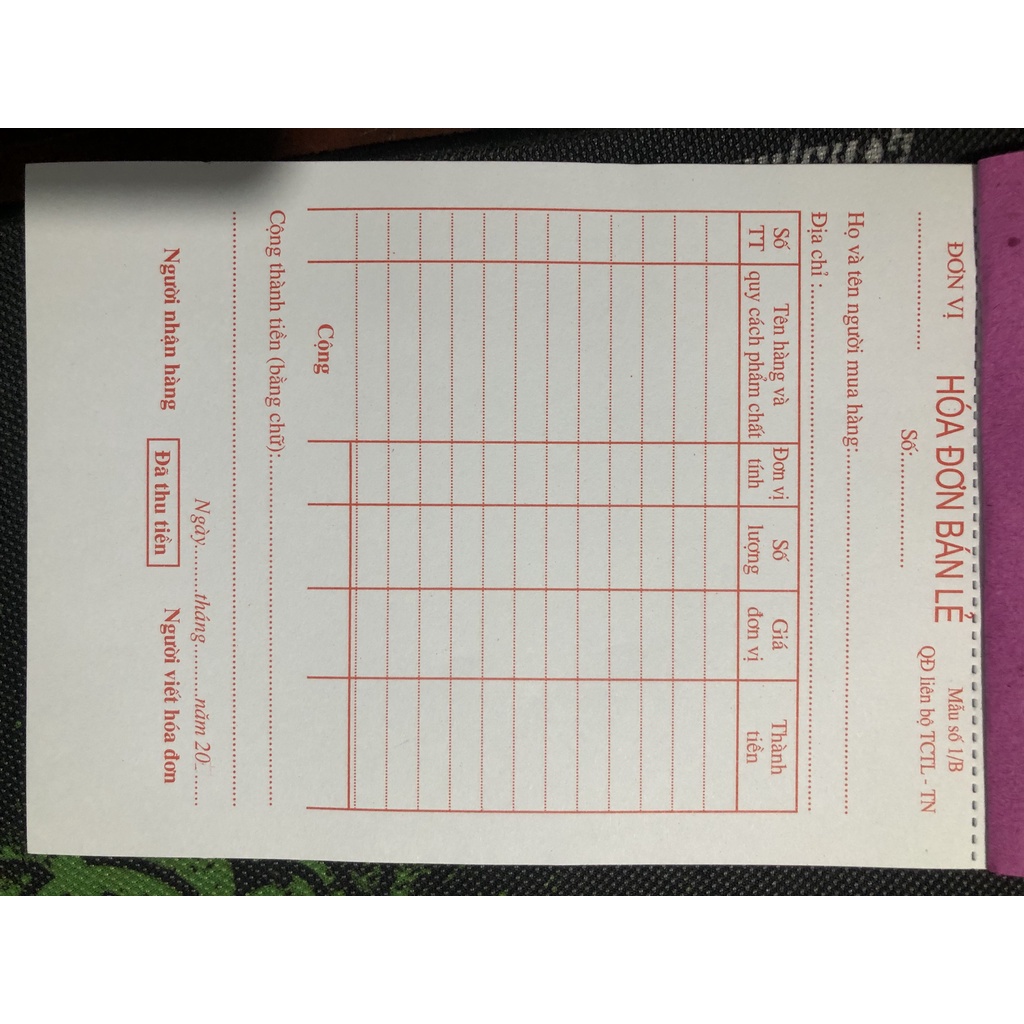 ĐƠN VỊ
HÓA ĐƠN BÁN LẺ
Mẫu số 1/B
QĐ liên bộ TCTL - TN
Số:
Họ và tên người mua hàng:
Địa chỉ :
Số TT
Tên hàng và quy cách phẩm chất
Đơn vị tính
Số lượng
Giá đơn vị
Thành tiền
Cộng
Cộng thành tiền (bằng chữ):
Ngày........tháng.........năm 20......
Người nhận hàng
Đã thu tiền
Người viết hóa đơn